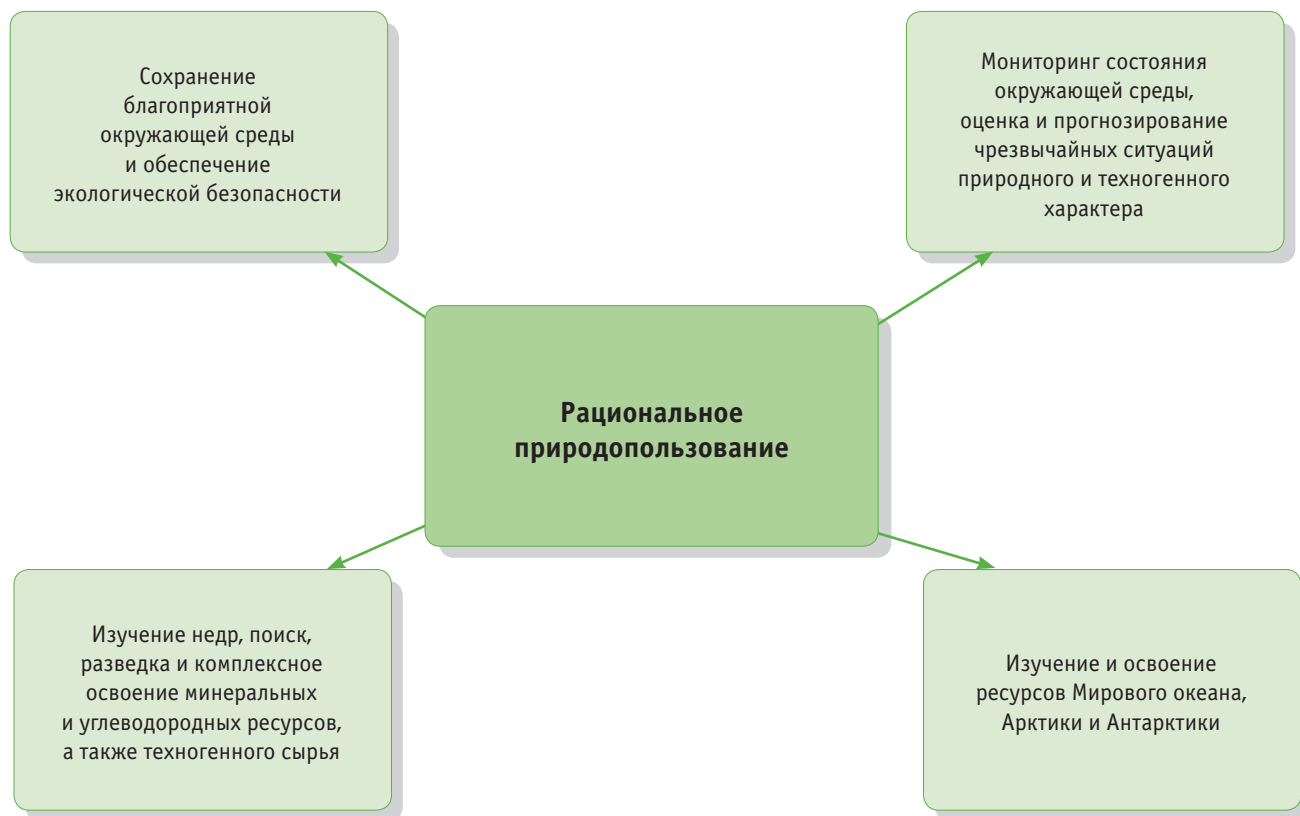 Сохранение
благоприятной
окружающей среды
и обеспечение
экологической безопасности
Мониторинг состояния
окружающей среды,
оценка и прогнозирование
чрезвычайных ситуаций
природного и техногенного
характера
Рациональное
природопользование
Изучение недр, поиск,
разведка и комплексное
освоение минеральных
и углеводородных ресурсов,
а также техногенного сырья
Изучение и освоение
ресурсов Мирового океана,
Арктики и Антарктики